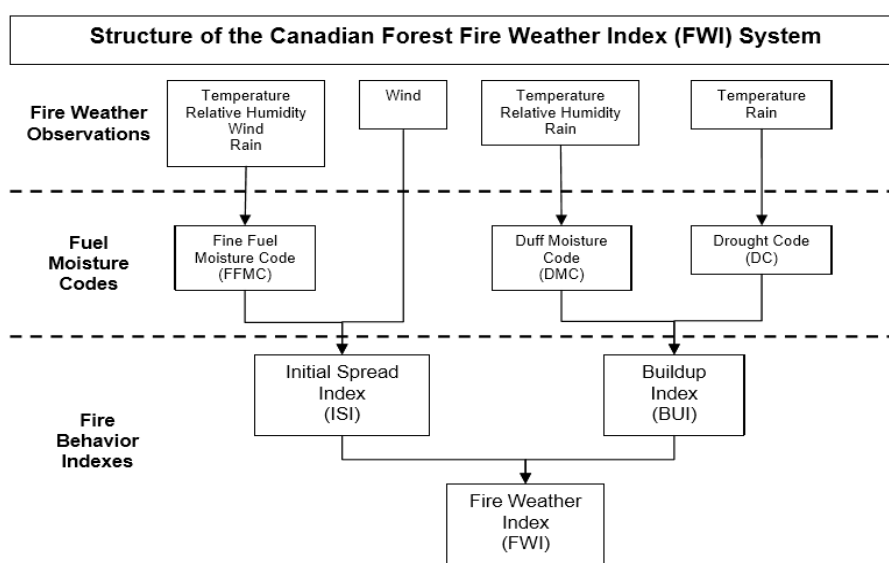 Structure of the Canadian Forest Fire Weather Index (FWI) System
Fire Weather
Observations
Temperature
Relative Humidity
Wind
Rain
Wind
Temperature
Relative Humidity
Rain
Temperature
Rain
Fuel
Moisture
Codes
Fine Fuel
Moisture Code
(FFMC)
Duff Moisture
Code
(DMC)
Drought Code
(DC)
Fire
Behavior
Indexes
Initial Spread
Index
(ISI)
Buildup
Index
(BUI)
Fire Weather
Index
(FWI)